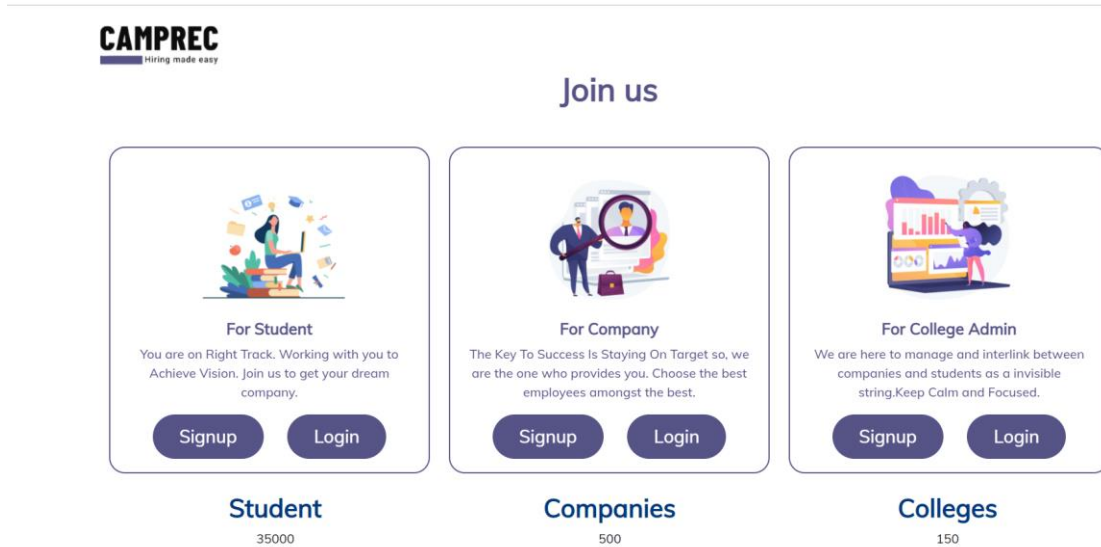 CAMPREC
Hiring made easy
Join us
For Student
You are on Right Track. Working with you to
Achieve Vision. Join us to get your dream
company.
Signup
Login
For Company
The Key To Success Is Staying On Target so, we
are the one who provides you. Choose the best
employees amongst the best.
Signup
Login
For College Admin
We are here to manage and interlink between
companies and students as a invisible
string.Keep Calm and Focused.
Signup
Login
Student
35000
Companies
500
Colleges
150